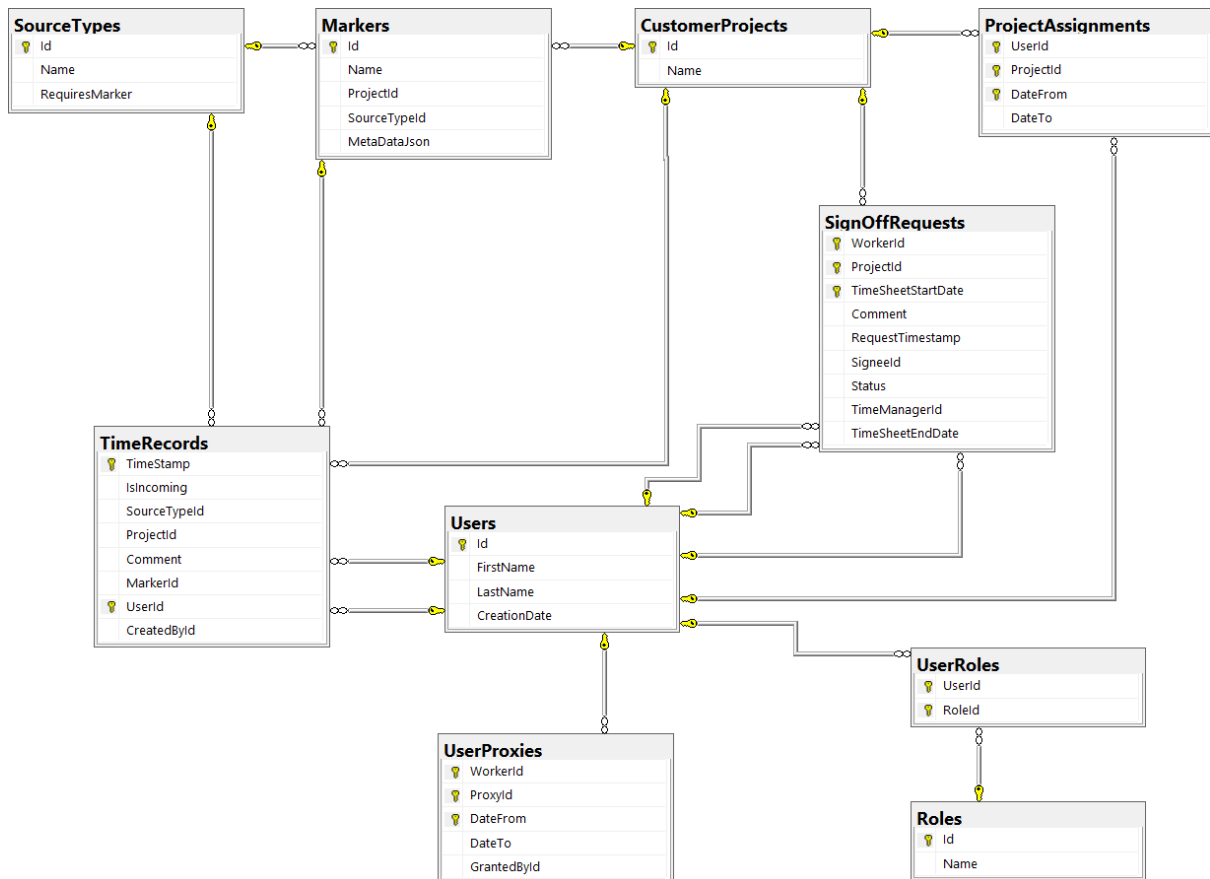 SourceTypes
Id
Name
RequiresMarker
Markers
Id
Name
ProjectId
SourceTypeId
MetaDataJson
CustomerProjects
Id
Name
ProjectAssignments
UserId
ProjectId
DateFrom
DateTo
SignOffRequests
WorkerId
ProjectId
TimeSheetStartDate
Comment
RequestTimestamp
SigneeId
Status
TimeManagerId
TimeSheetEndDate
TimeRecords
TimeStamp
IsIncoming
SourceTypeId
ProjectId
Comment
MarkerId
UserId
CreatedById
Users
Id
FirstName
LastName
CreationDate
UserRoles
UserId
RoleId
UserProxies
WorkerId
ProxyId
DateFrom
DateTo
GrantedById
Roles
Id
Name